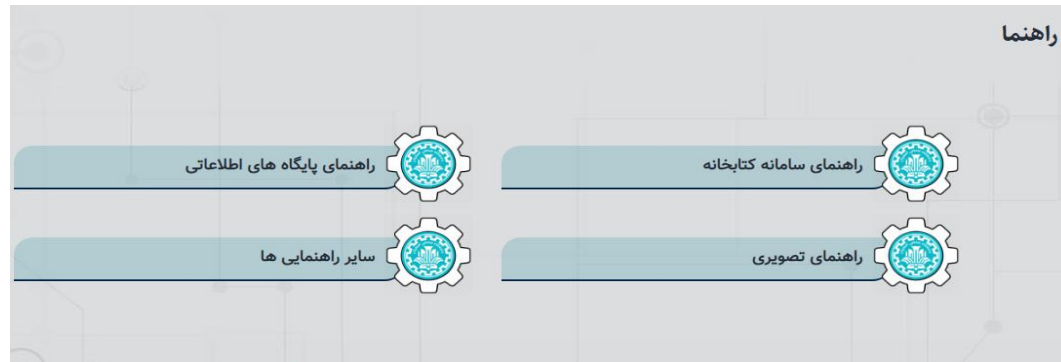 راهنما
راهنمای سامانه کتابخانه
راهنمای پایگاه های اطلاعاتی
راهنمای تصویری
سایر راهنمایی ها